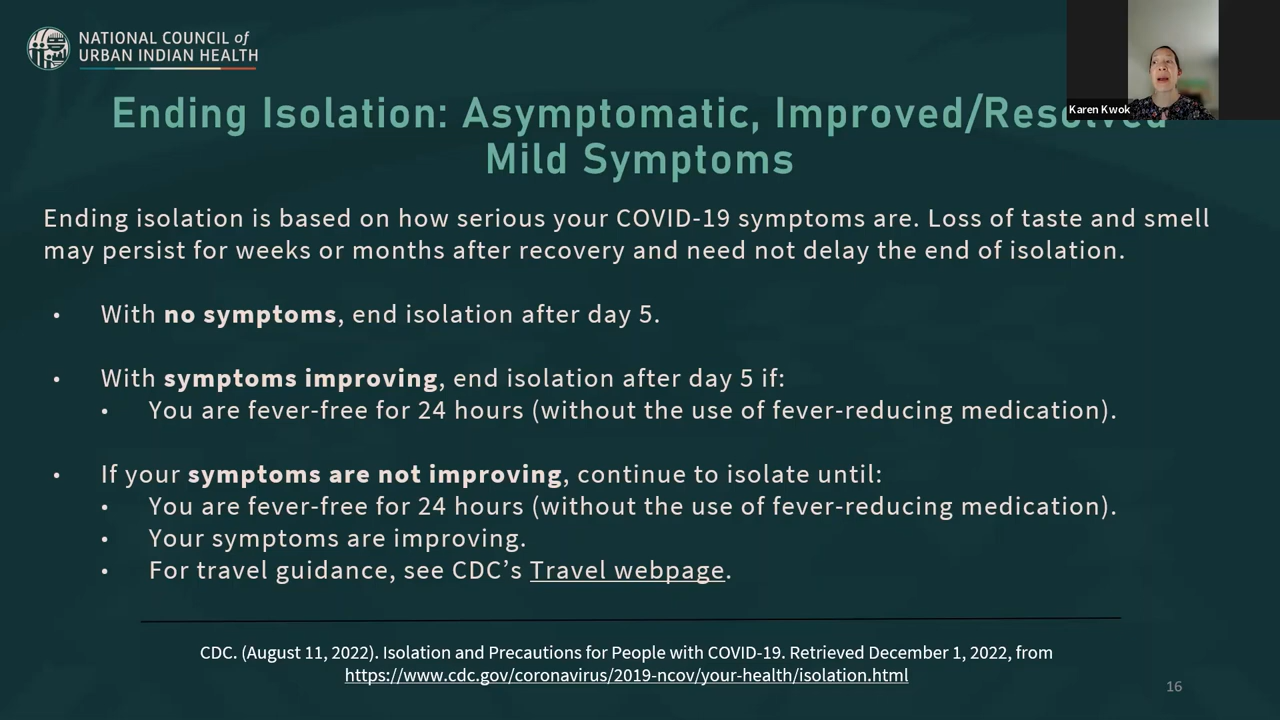 NATIONAL COUNCIL of
URBAN INDIAN HEALTH
Karen Kwok
Ending Isolation: Asymptomatic, Improved/Resolved
Mild Symptoms
Ending isolation is based on how serious your COVID-19 symptoms are. Loss of taste and smell
may persist for weeks or months after recovery and need not delay the end of isolation.
• With no symptoms, end isolation after day 5.
• With symptoms improving, end isolation after day 5 if:
• You are fever-free for 24 hours (without the use of fever-reducing medication).
• If your symptoms are not improving, continue to isolate until:
• You are fever-free for 24 hours (without the use of fever-reducing medication).
• Your symptoms are improving.
• For travel guidance, see CDC’s Travel webpage.
CDC. (August 11, 2022). Isolation and Precautions for People with COVID-19. Retrieved December 1, 2022, from
https://www.cdc.gov/coronavirus/2019-ncov/your-health/isolation.html
16